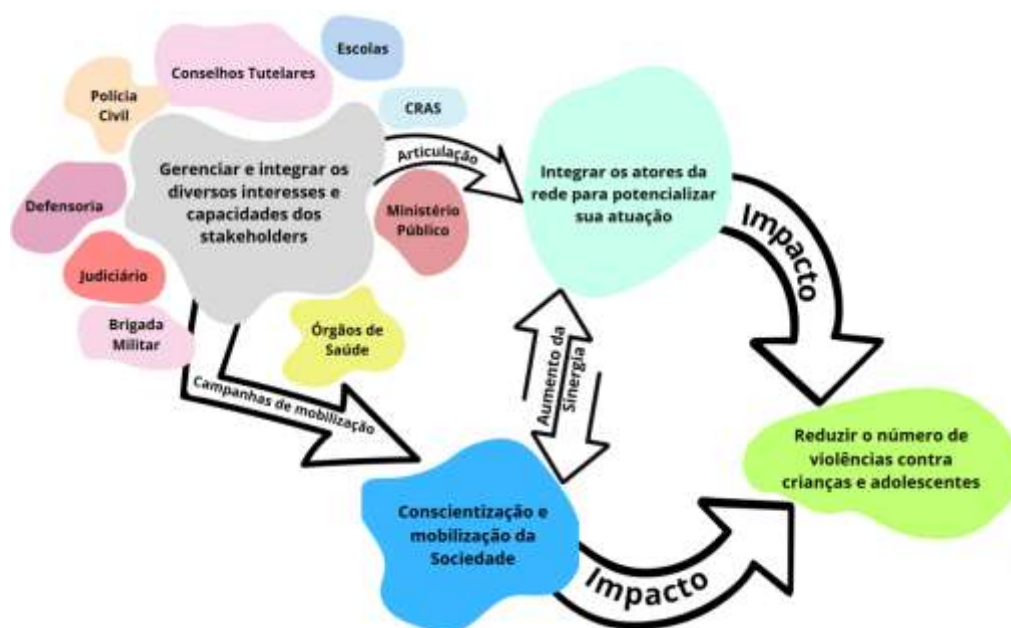 Escolas
Conselhos Tutelares
Polícia
Civil
CRAS
Gerenciar e integrar os
diversos interesses e
capacidades dos
stakeholders
Articulação
Integrar os atores da
rede para potencializar
sua atuação
Defensoria
Ministério
Público
Judiciário
Brigada
Militar
Órgãos de
Saúde
Impacto
Campanhas de mobilização
Aumento da
Sinergia
Reduzir o número de
violências contra
crianças e adolescentes
Conscientização e
mobilização da
Sociedade
Impacto